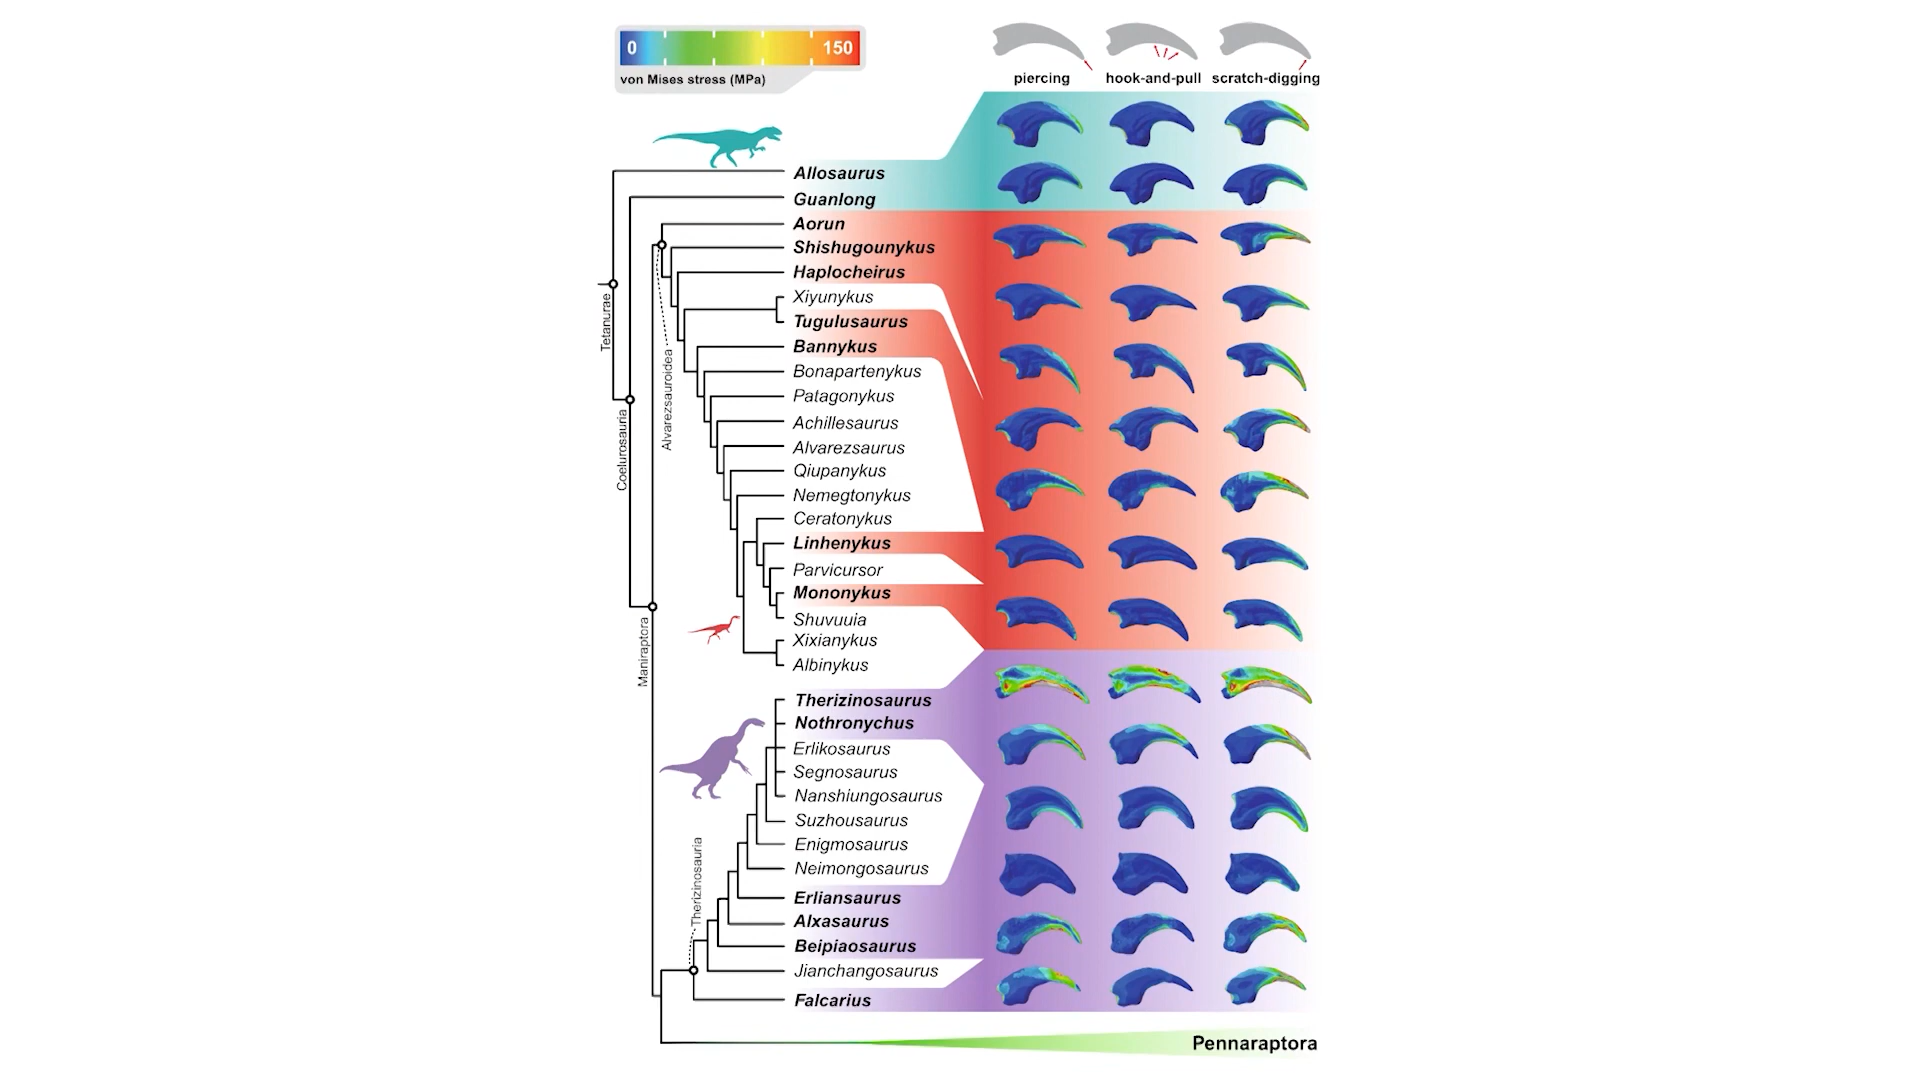 0 150
von Mises stress (MPa)
piercing hook-and-pull scratch-digging
Allosaurus
Guanlong
Aorun
Shishugounykus
Haplocheirus
Xiyunykus
Tugulusaurus
Bannykus
Bonapartenykus
Patagonykus
Achillesaurus
Alvarezsaurus
Qiupanykus
Nemegtonykus
Ceratonykus
Linhenykus
Parvicursor
Mononykus
Shuvuuia
Xixianykus
Albinykus
Therizinosaurus
Nothronychus
Erlikosaurus
Segnosaurus
Nanshiungosaurus
Suzhousaurus
Enigmosaurus
Neimongosaurus
Erliansaurus
Alxasaurus
Beipiaosaurus
Jianchangosaurus
Falcarius
Pennaraptora
Tetanurae
Coelurosauria
Alvarezsauroidea
Maniraptora
Therizinosauria